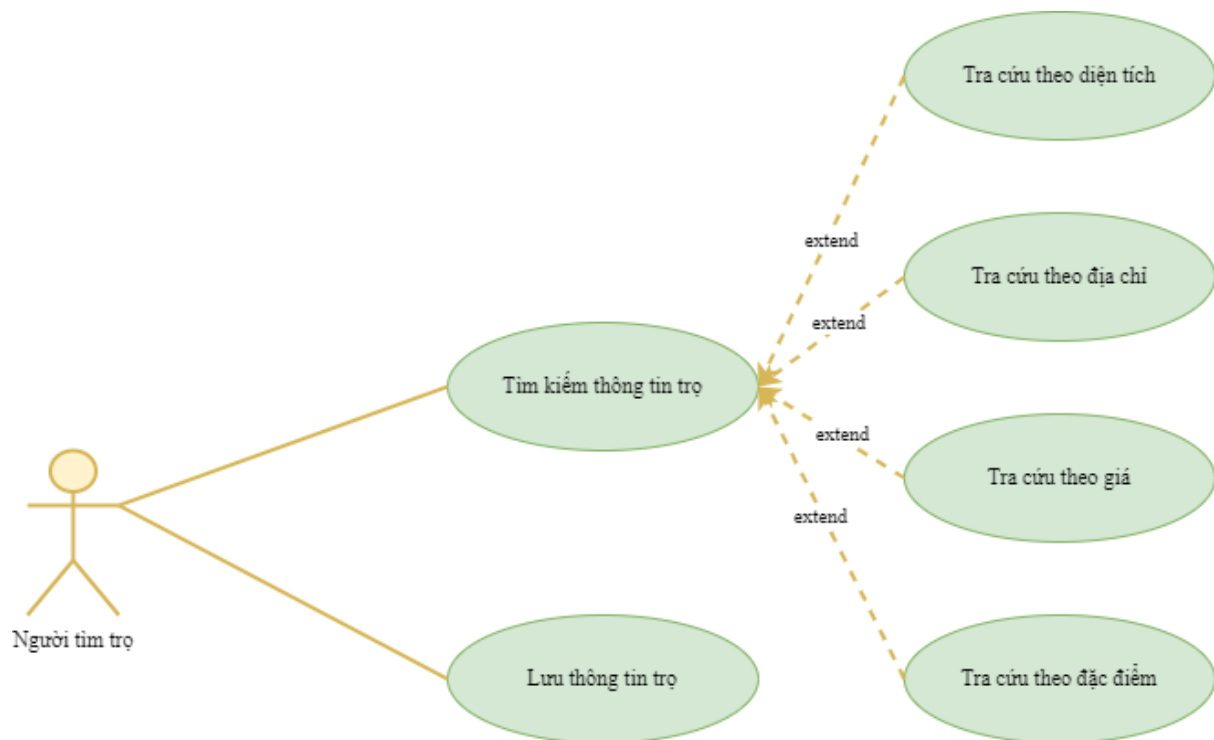 Tra cứu theo diện tích
extend
Tra cứu theo địa chỉ
extend
Tìm kiếm thông tin trọ
extend
Tra cứu theo giá
extend
Người tìm trọ
Lưu thông tin trọ
Tra cứu theo đặc điểm